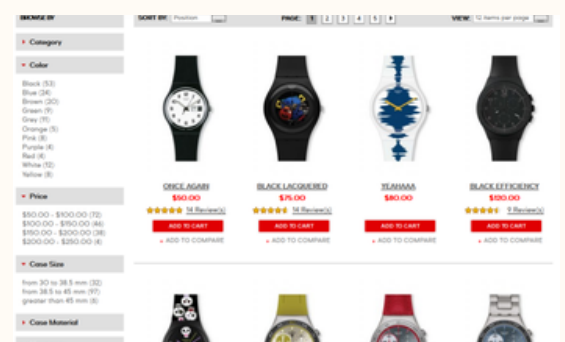 BROWSE BY
SORT BY: Position
PAGE: 1 2 3 4 5
VIEW: 12 items per page
Category
Color
Black (53)
Blue (24)
Brown (20)
Green (9)
Grey (11)
Orange (5)
Pink (8)
Purple (4)
Red (4)
White (12)
Yellow (8)
Price
$50.00 - $100.00 (72)
$100.00 - $150.00 (46)
$150.00 - $200.00 (38)
$200.00 - $250.00 (4)
Case Size
from 30 to 38.5 mm (32)
from 38.5 to 45 mm (97)
greater than 45 mm (8)
Case Material
ONCE AGAIN
$50.00
14 Review(s)
ADD TO CART
ADD TO COMPARE
BLACK LACQUERED
$75.00
14 Review(s)
ADD TO CART
ADD TO COMPARE
YEAHAAA
$80.00
ADD TO CART
ADD TO COMPARE
BLACK EFFICIENCY
$120.00
9 Review(s)
ADD TO CART
ADD TO COMPARE